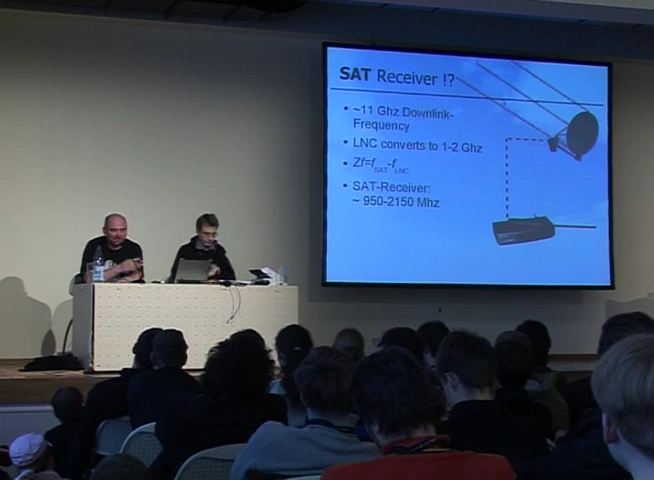 SAT Receiver !?
• ~11 Ghz Downlink-
Frequency
• LNC converts to 1-2 Ghz
• Zf=fSAT-fLNC
• SAT-Receiver:
~ 950-2150 Mhz